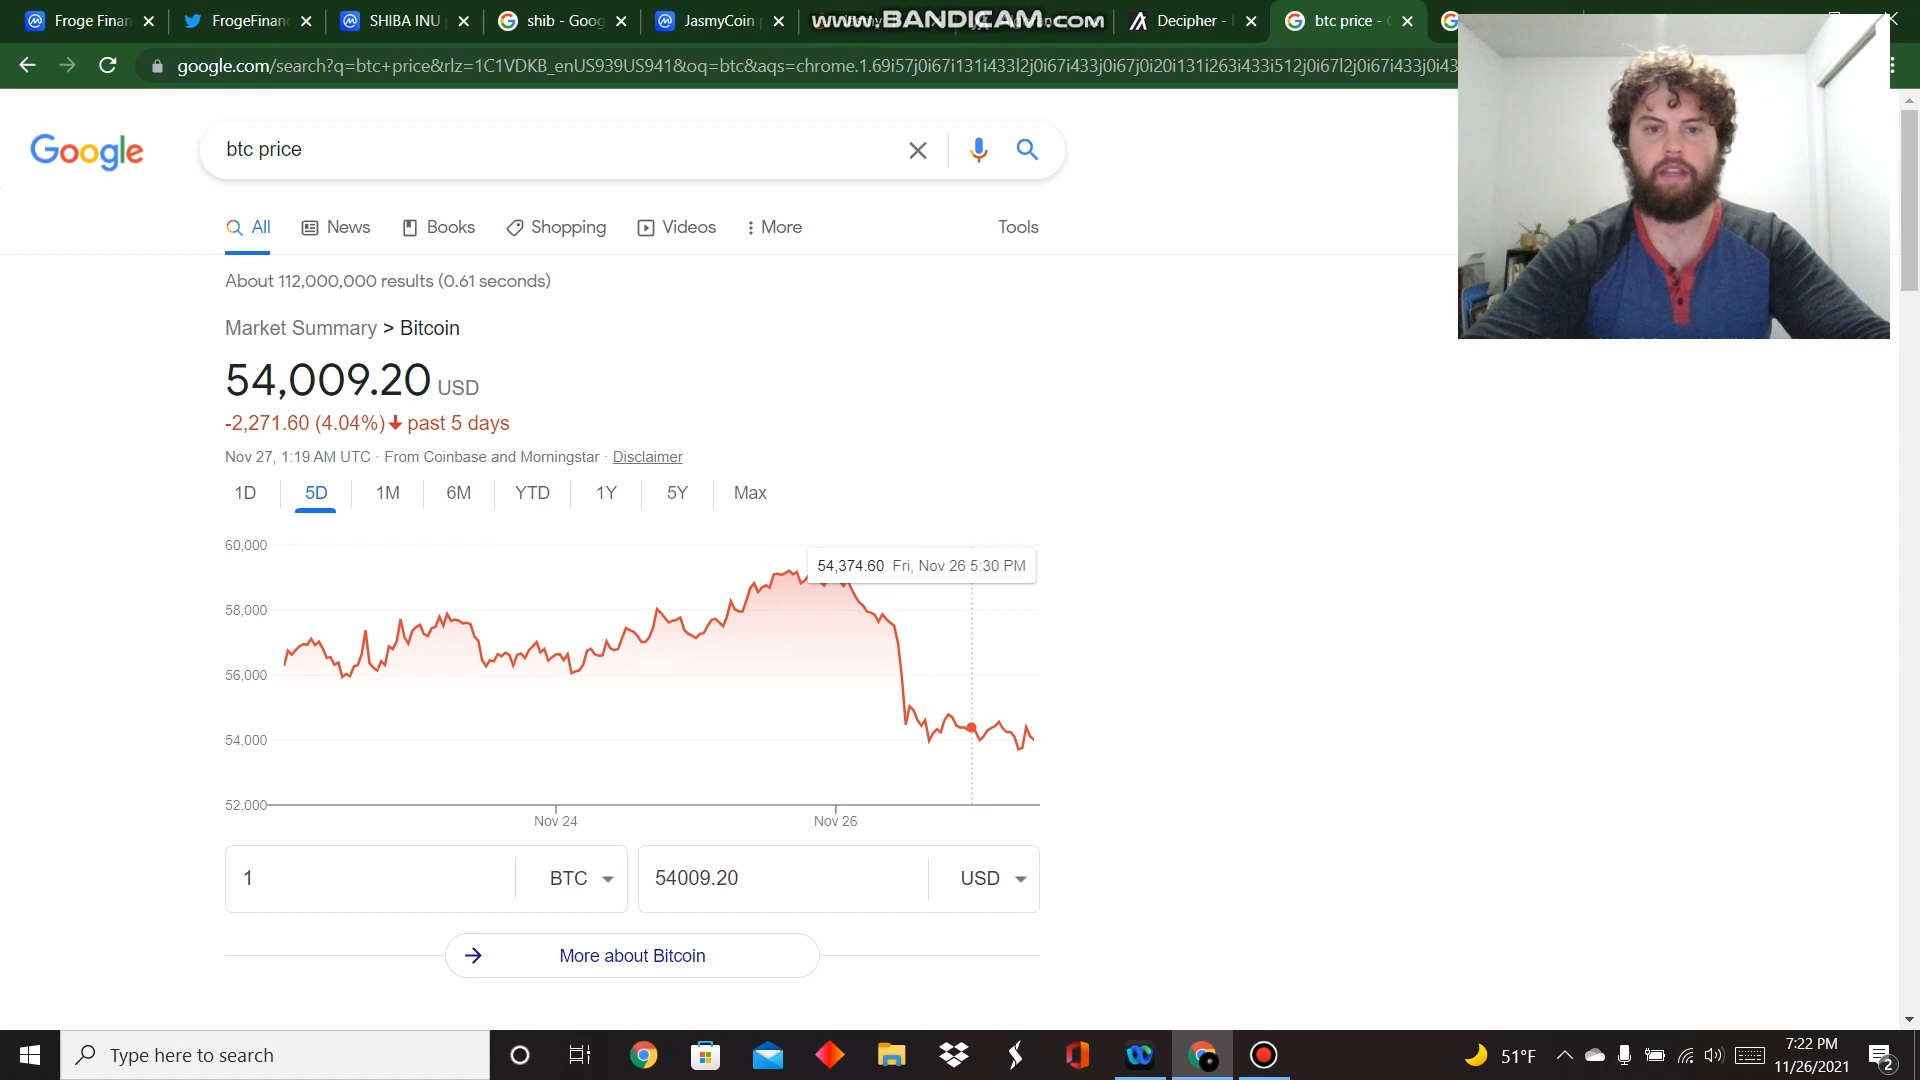 Froge Finan
FrogeFinan
SHIBA INU
shib - Goog
JasmyCoin
www.BANDICAM.com
Decipher -
btc price -
google.com/search?q=btc+price&rlz=1C1VDKB_enUS939US941&oq=btc&aqs=chrome.1.69i57j0i67i131i433l2j0i67i433j0i67j0i20i131i263i433i512j0i67l2j0i67i433j0i43
Google
btc price
All
News
Books
Shopping
Videos
More
Tools
About 112,000,000 results (0.61 seconds)
Market Summary > Bitcoin
54,009.20 USD
-2,271.60 (4.04%) past 5 days
Nov 27, 1:19 AM UTC · From Coinbase and Morningstar · Disclaimer
1D
5D
1M
6M
YTD
1Y
5Y
Max
60,000
54,374.60 Fri, Nov 26 5:30 PM
58,000
56,000
54,000
52,000
Nov 24
Nov 26
1
BTC
54009.20
USD
More about Bitcoin
Type here to search
51°F
7:22 PM
11/26/2021
2